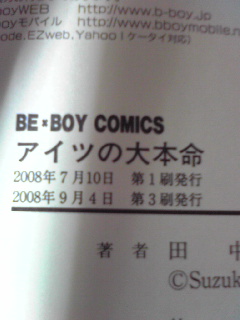 boyWEB http://www.b-boy.jp
boyモバイル http://www.bboymobile.n
ode,EZweb,Yahoo！ケータイ対応)
BE×BOY COMICS
アイツの大本命
2008年7月10日 第1刷発行
2008年9月4日 第3刷発行
著者 田中
©Suzuk